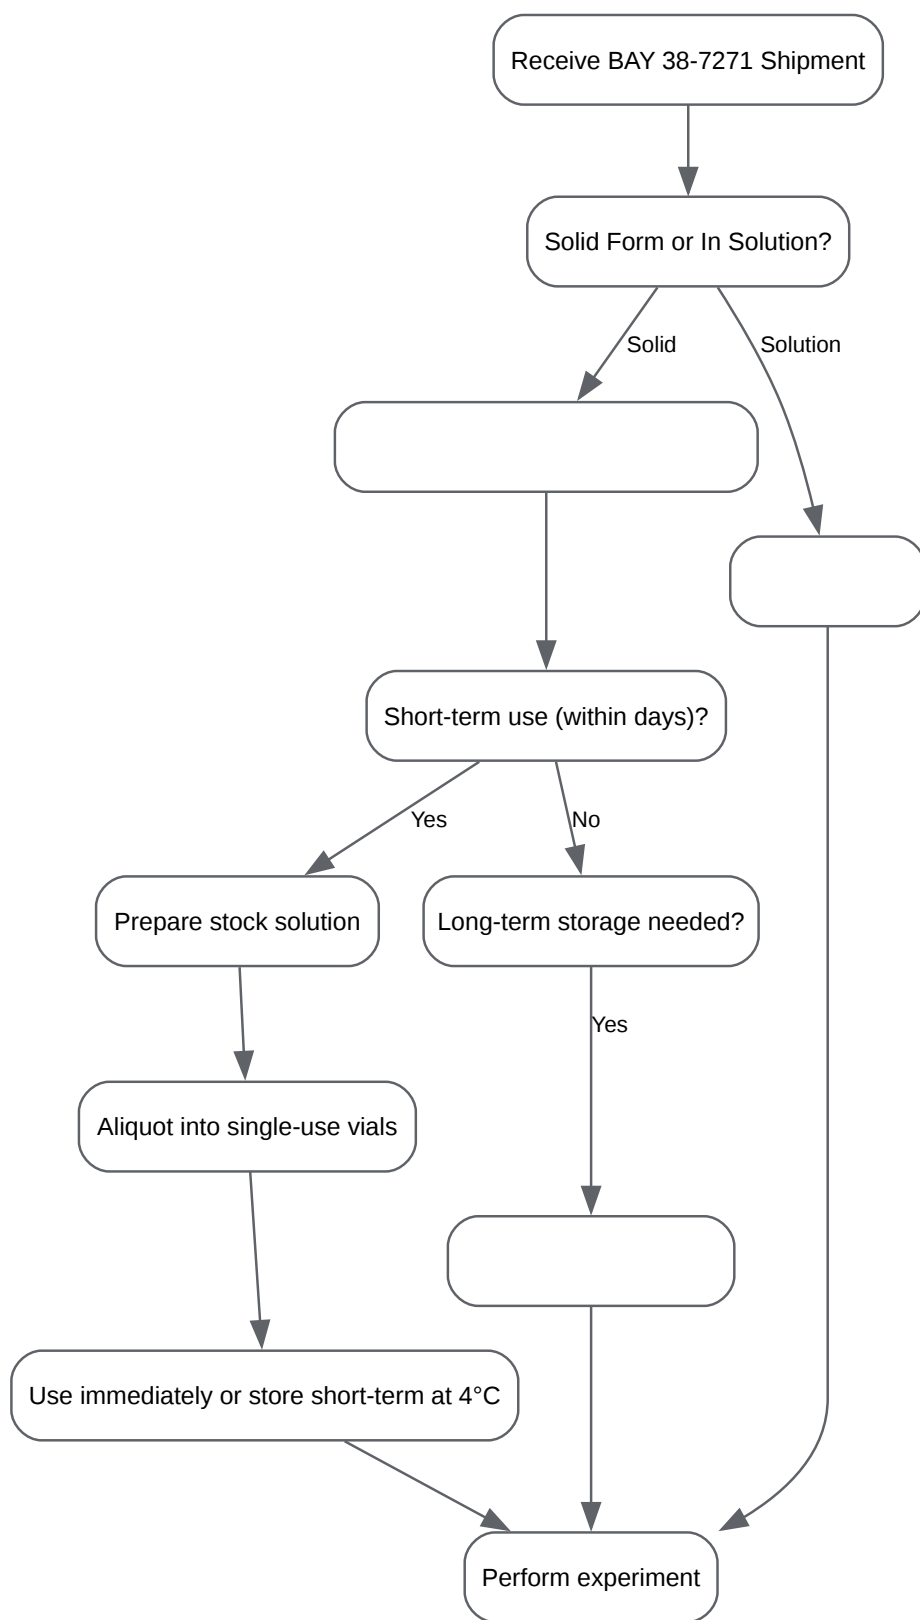 Receive BAY 38-7271 Shipment
Solid Form or In Solution?
Solid
Solution
Short-term use (within days)?
Yes
No
Prepare stock solution
Long-term storage needed?
Yes
Aliquot into single-use vials
Use immediately or store short-term at 4°C
Perform experiment